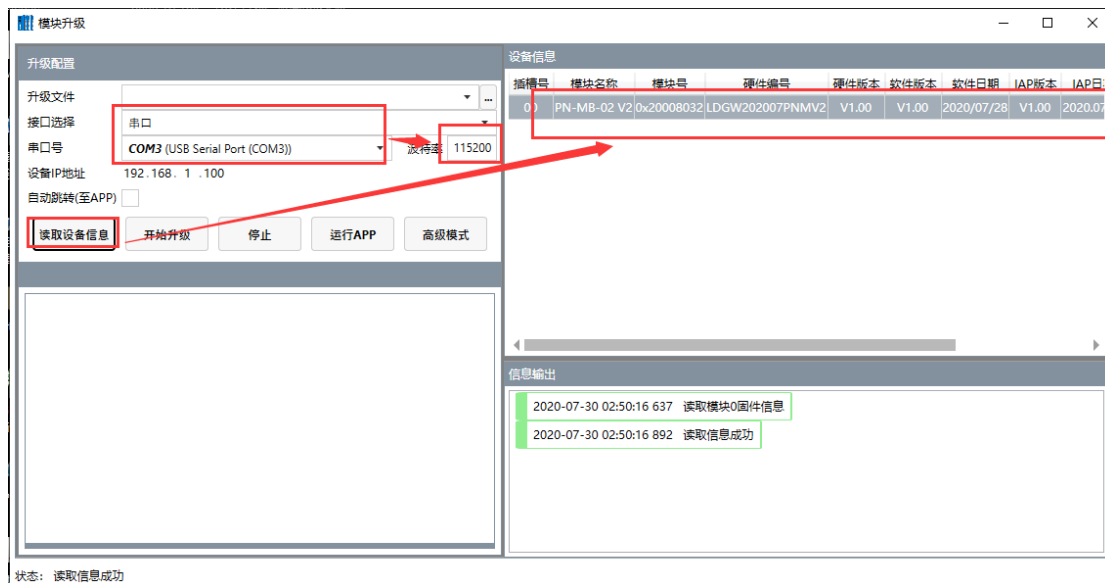 模块升级
升级配置
升级文件
...
接口选择 串口
串口号 COM3 (USB Serial Port (COM3)) 波特率 115200
设备IP地址 192.168. 1 .100
自动跳转(至APP)
读取设备信息 开始升级 停止 运行APP 高级模式
设备信息
插槽号 模块名称 模块号 硬件编号 硬件版本 软件版本 软件日期 IAP版本 IAP日
00 PN-MB-02 V2 0x20008032 LDGW202007PNMV2 V1.00 V1.00 2020/07/28 V1.00 2020.07
信息输出
2020-07-30 02:50:16 637 读取模块0固件信息
2020-07-30 02:50:16 892 读取信息成功
状态: 读取信息成功